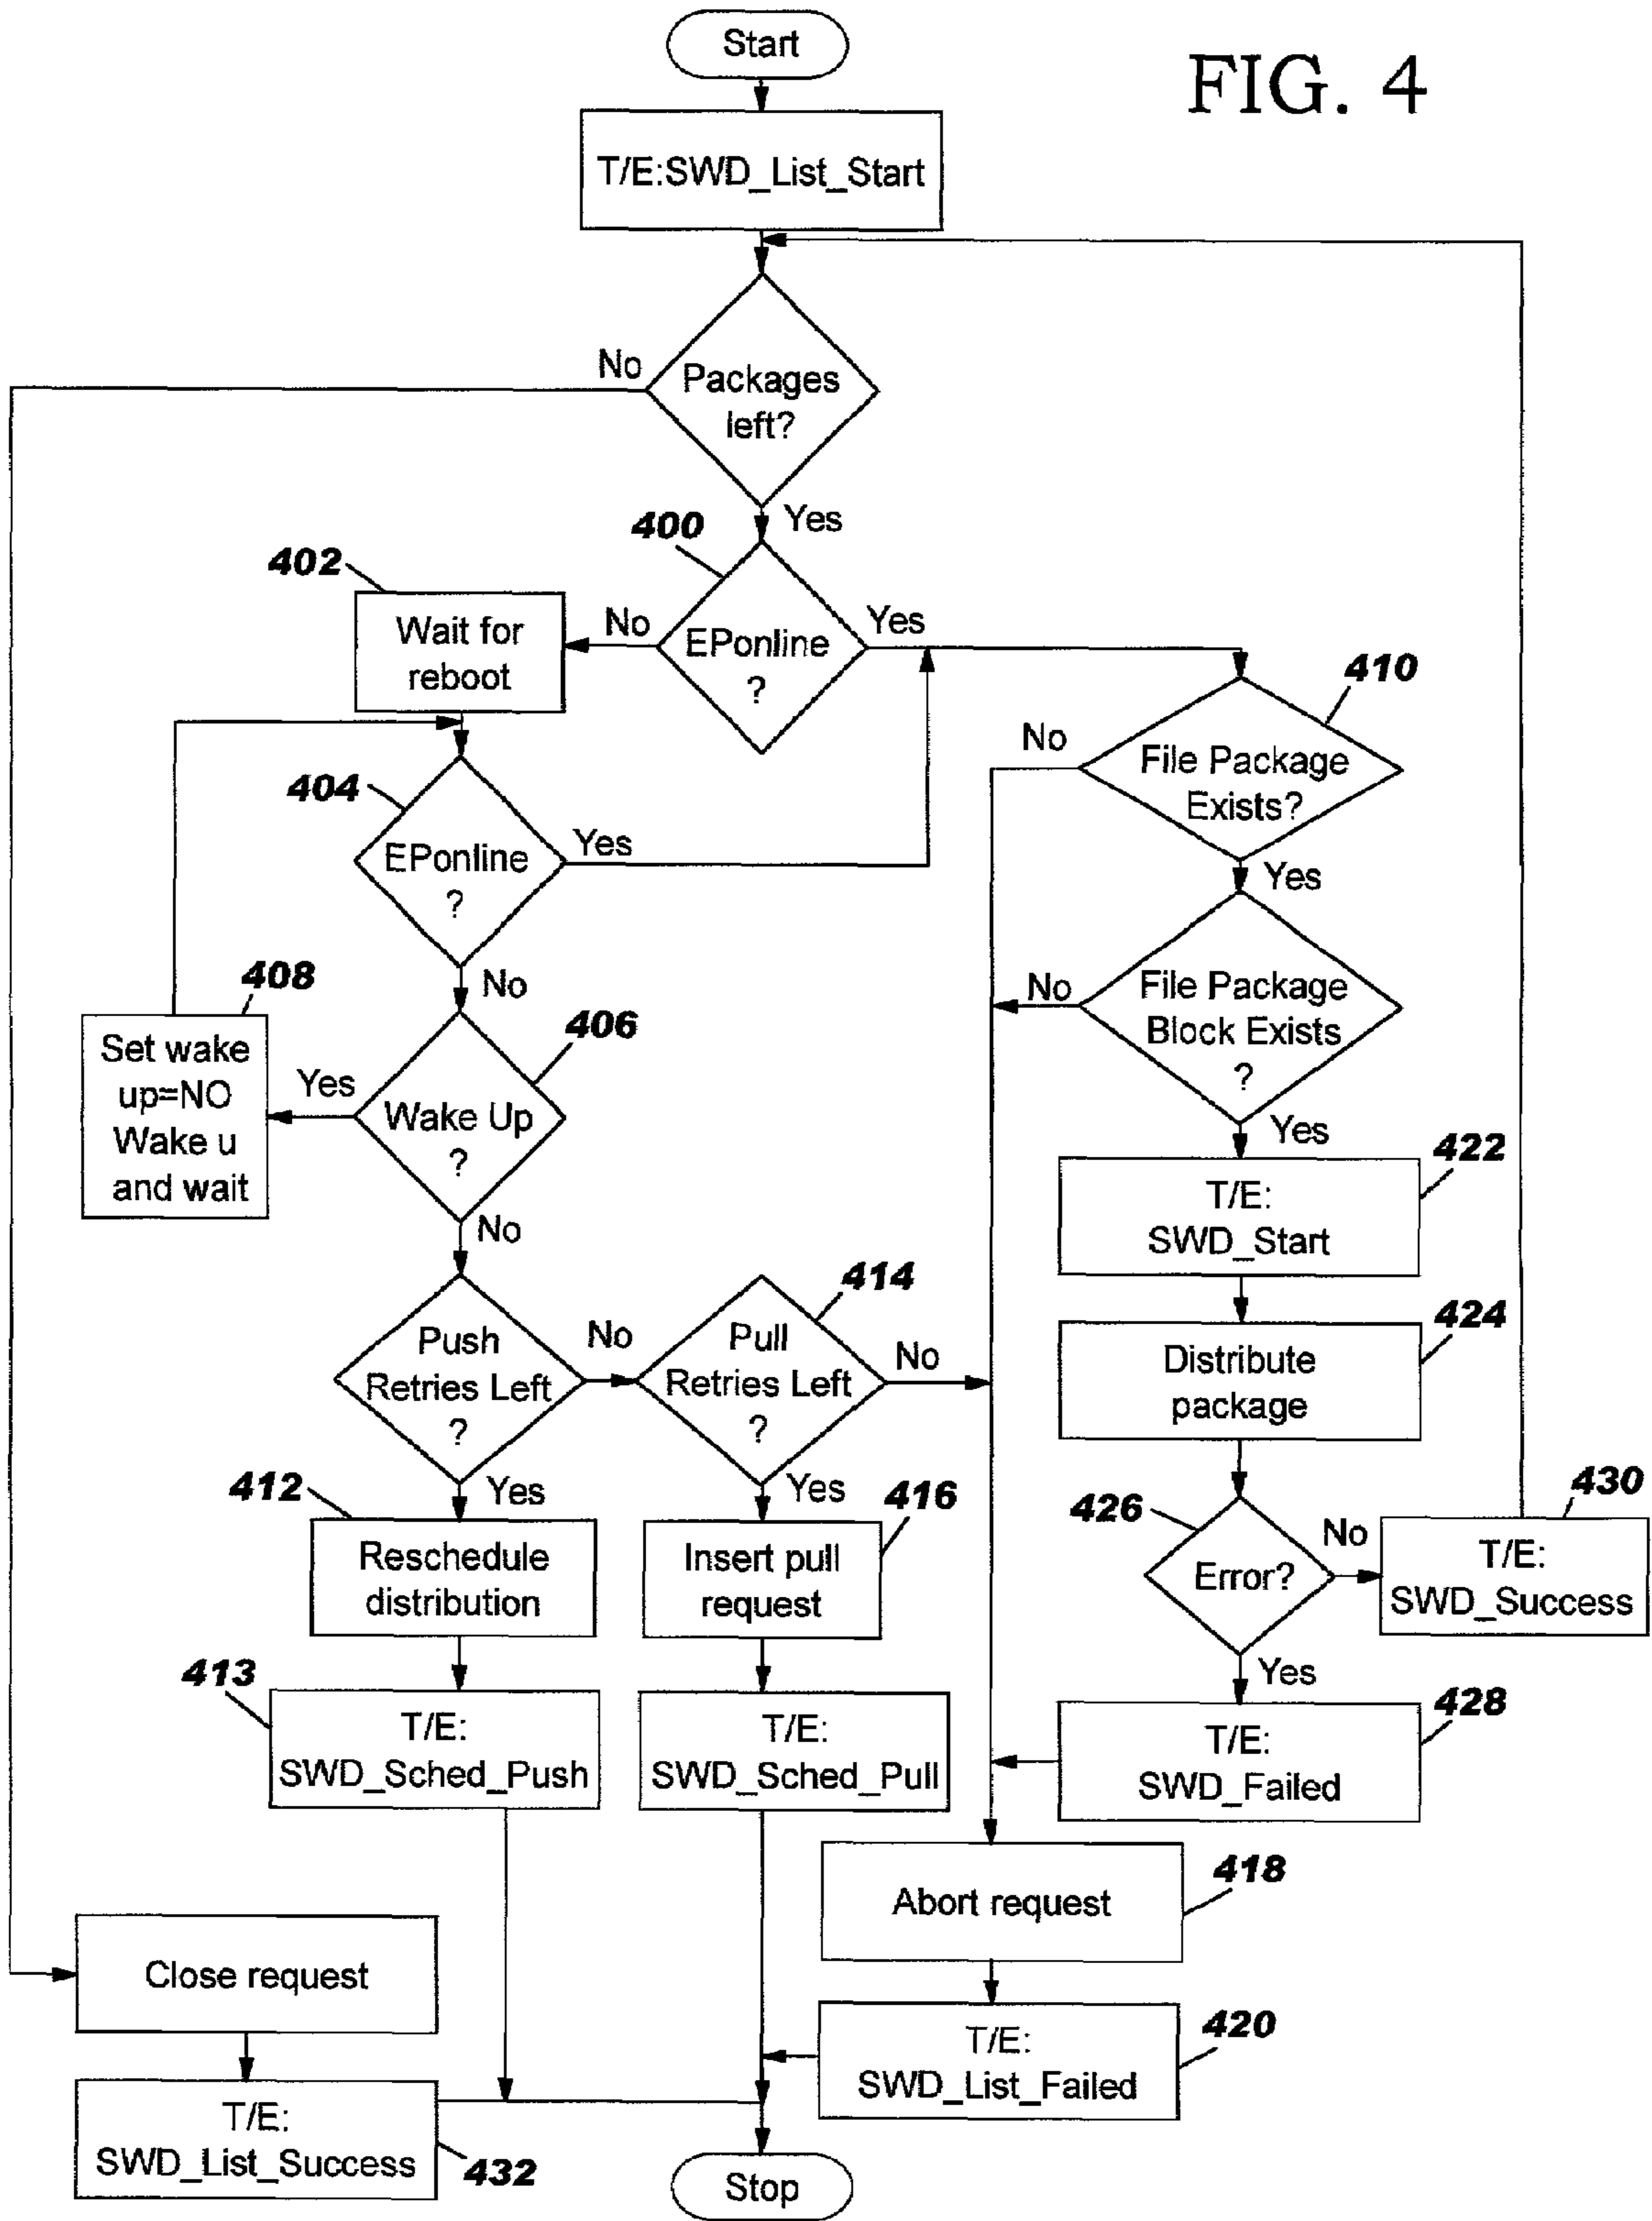 Start
FIG. 4
T/E:SWD_List_Start
No
Packages
left?
Yes
400
402
Wait for
reboot
No
EPonline
?
Yes
410
No
File Package
Exists?
Yes
404
EPonline
?
Yes
No
408
Set wake
up=NO
Wake u
and wait
Yes
406
Wake Up
?
No
No
File Package
Block Exists
?
Yes
422
T/E:
SWD_Start
Push
Retries Left
?
No
414
Pull
Retries Left
?
No
424
Distribute
package
412
Yes
Reschedule
distribution
Yes
416
Insert pull
request
426
Error?
No
430
T/E:
SWD_Success
Yes
413
T/E:
SWD_Sched_Push
T/E:
SWD_Sched_Pull
428
T/E:
SWD_Failed
418
Abort request
Close request
420
T/E:
SWD_List_Failed
T/E:
SWD_List_Success
432
Stop